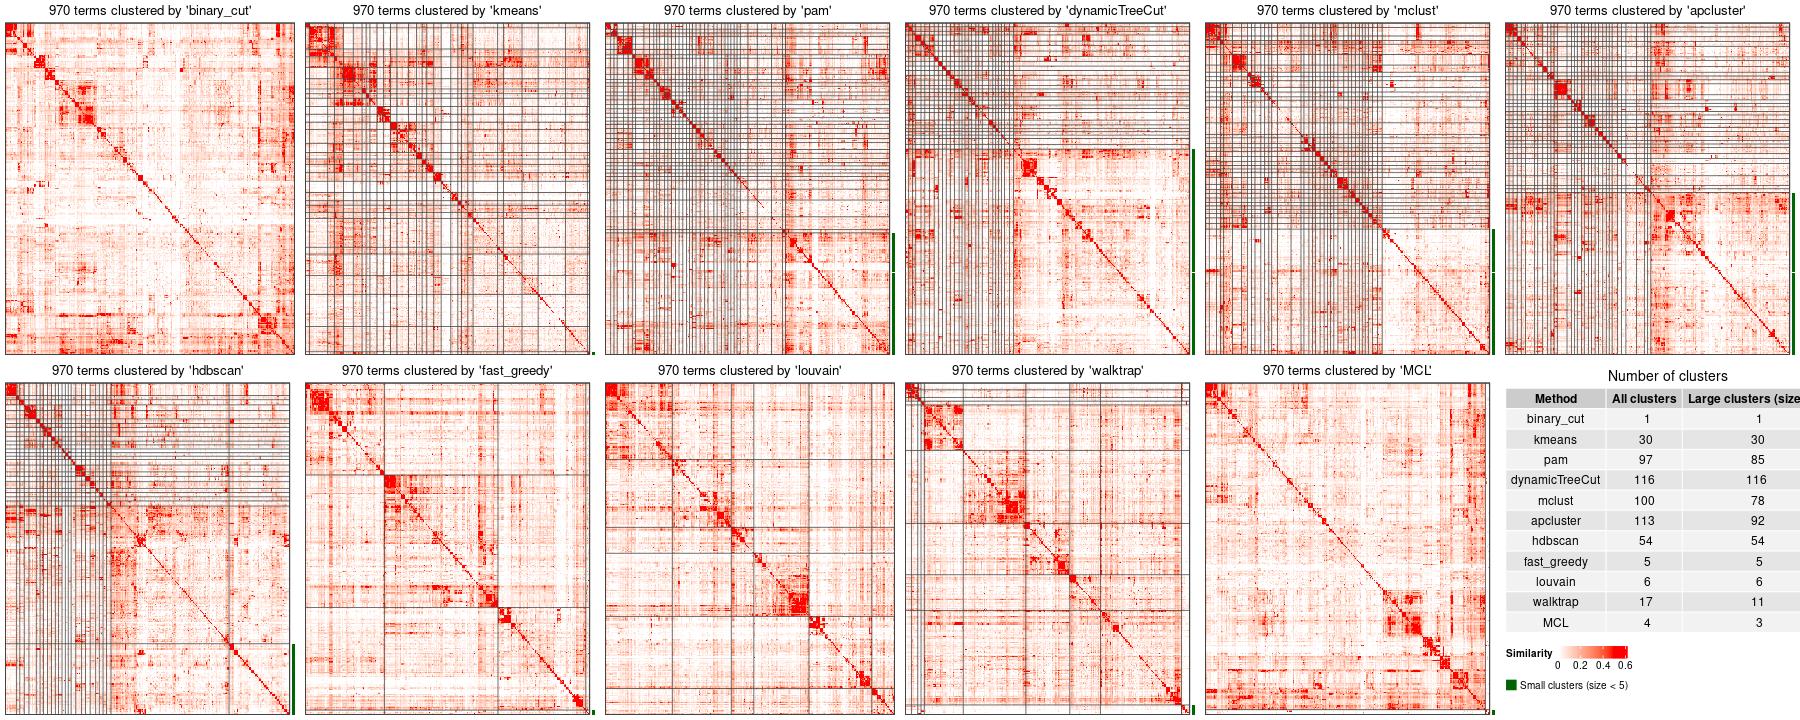 970 terms clustered by 'binary_cut'
970 terms clustered by 'kmeans'
970 terms clustered by 'pam'
970 terms clustered by 'dynamicTreeCut'
970 terms clustered by 'mclust'
970 terms clustered by 'apcluster'
970 terms clustered by 'hdbscan'
970 terms clustered by 'fast_greedy'
970 terms clustered by 'louvain'
970 terms clustered by 'walktrap'
970 terms clustered by 'MCL'
Number of clusters
Method All clusters Large clusters (size
binary_cut 1 1
kmeans 30 30
pam 97 85
dynamicTreeCut 116 116
mclust 100 78
apcluster 113 92
hdbscan 54 54
fast_greedy 5 5
louvain 6 6
walktrap 17 11
MCL 4 3
Similarity
0 0.2 0.4 0.6
Small clusters (size < 5)